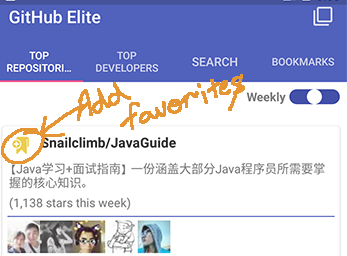 GitHub Elite
TOP REPOSITORI...
TOP DEVELOPERS
SEARCH
BOOKMARKS
Weekly
Add favorites
Snailclimb/JavaGuide
【Java学习+面试指南】一份涵盖大部分Java程序员所需要掌
握的核心知识。
(1,138 stars this week)